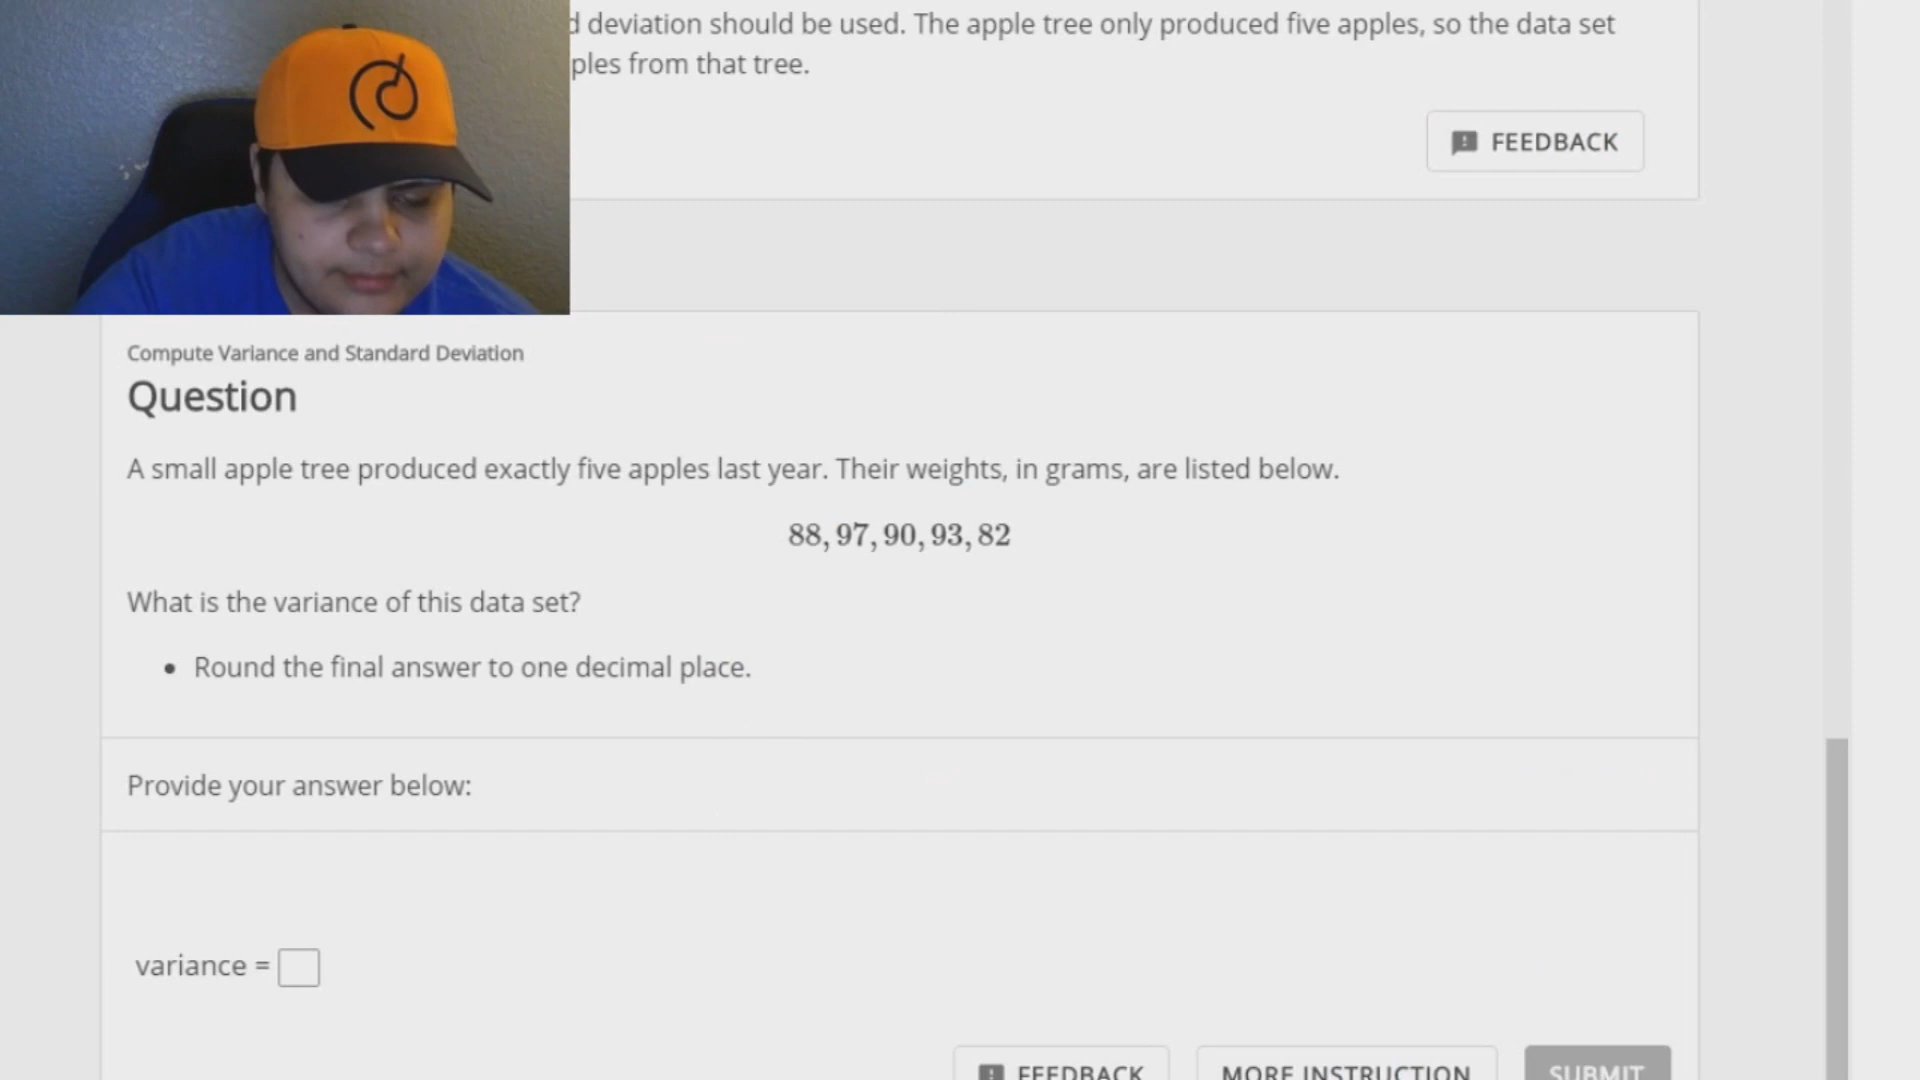 deviation should be used. The apple tree only produced five apples, so the data set
from that tree.
FEEDBACK
Compute Variance and Standard Deviation
Question
A small apple tree produced exactly five apples last year. Their weights, in grams, are listed below.
88, 97, 90, 93, 82
What is the variance of this data set?
• Round the final answer to one decimal place.
Provide your answer below:
variance =
FEEDBACK
MORE INSTRUCTION
SUBMIT